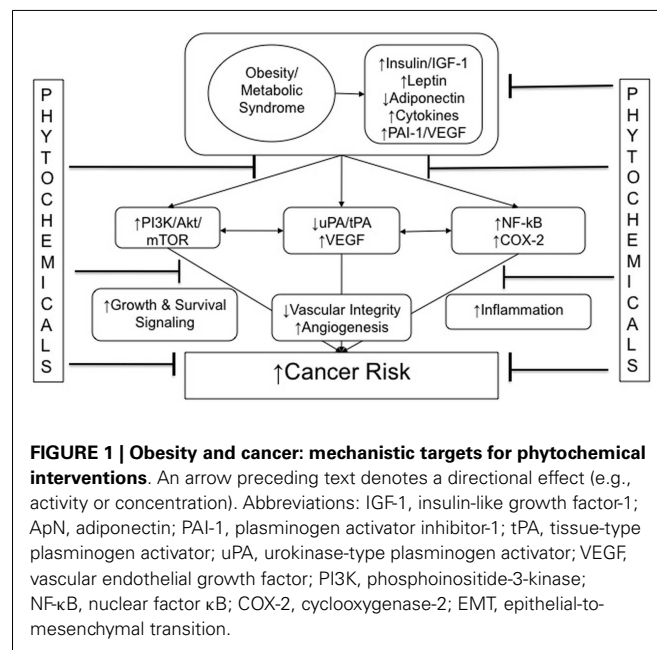 PHYTOCHEMICALS
Obesity/
Metabolic
Syndrome
↑Insulin/IGF-1
↑Leptin
↓Adiponectin
↑Cytokines
↑PAI-1/VEGF
PHYTOCHEMICALS
↑PI3K/Akt/
mTOR
↓uPA/tPA
↑VEGF
↑NF-kB
↑COX-2
↑Growth & Survival
Signaling
↓Vascular Integrity
↑Angiogenesis
↑Inflammation
↑Cancer Risk
FIGURE 1 | Obesity and cancer: mechanistic targets for phytochemical
interventions. An arrow preceding text denotes a directional effect (e.g.,
activity or concentration). Abbreviations: IGF-1, insulin-like growth factor-1;
ApN, adiponectin; PAI-1, plasminogen activator inhibitor-1; tPA, tissue-type
plasminogen activator; uPA, urokinase-type plasminogen activator; VEGF,
vascular endothelial growth factor; PI3K, phosphoinositide-3-kinase;
NF-κB, nuclear factor κB; COX-2, cyclooxygenase-2; EMT, epithelial-to-
mesenchymal transition.